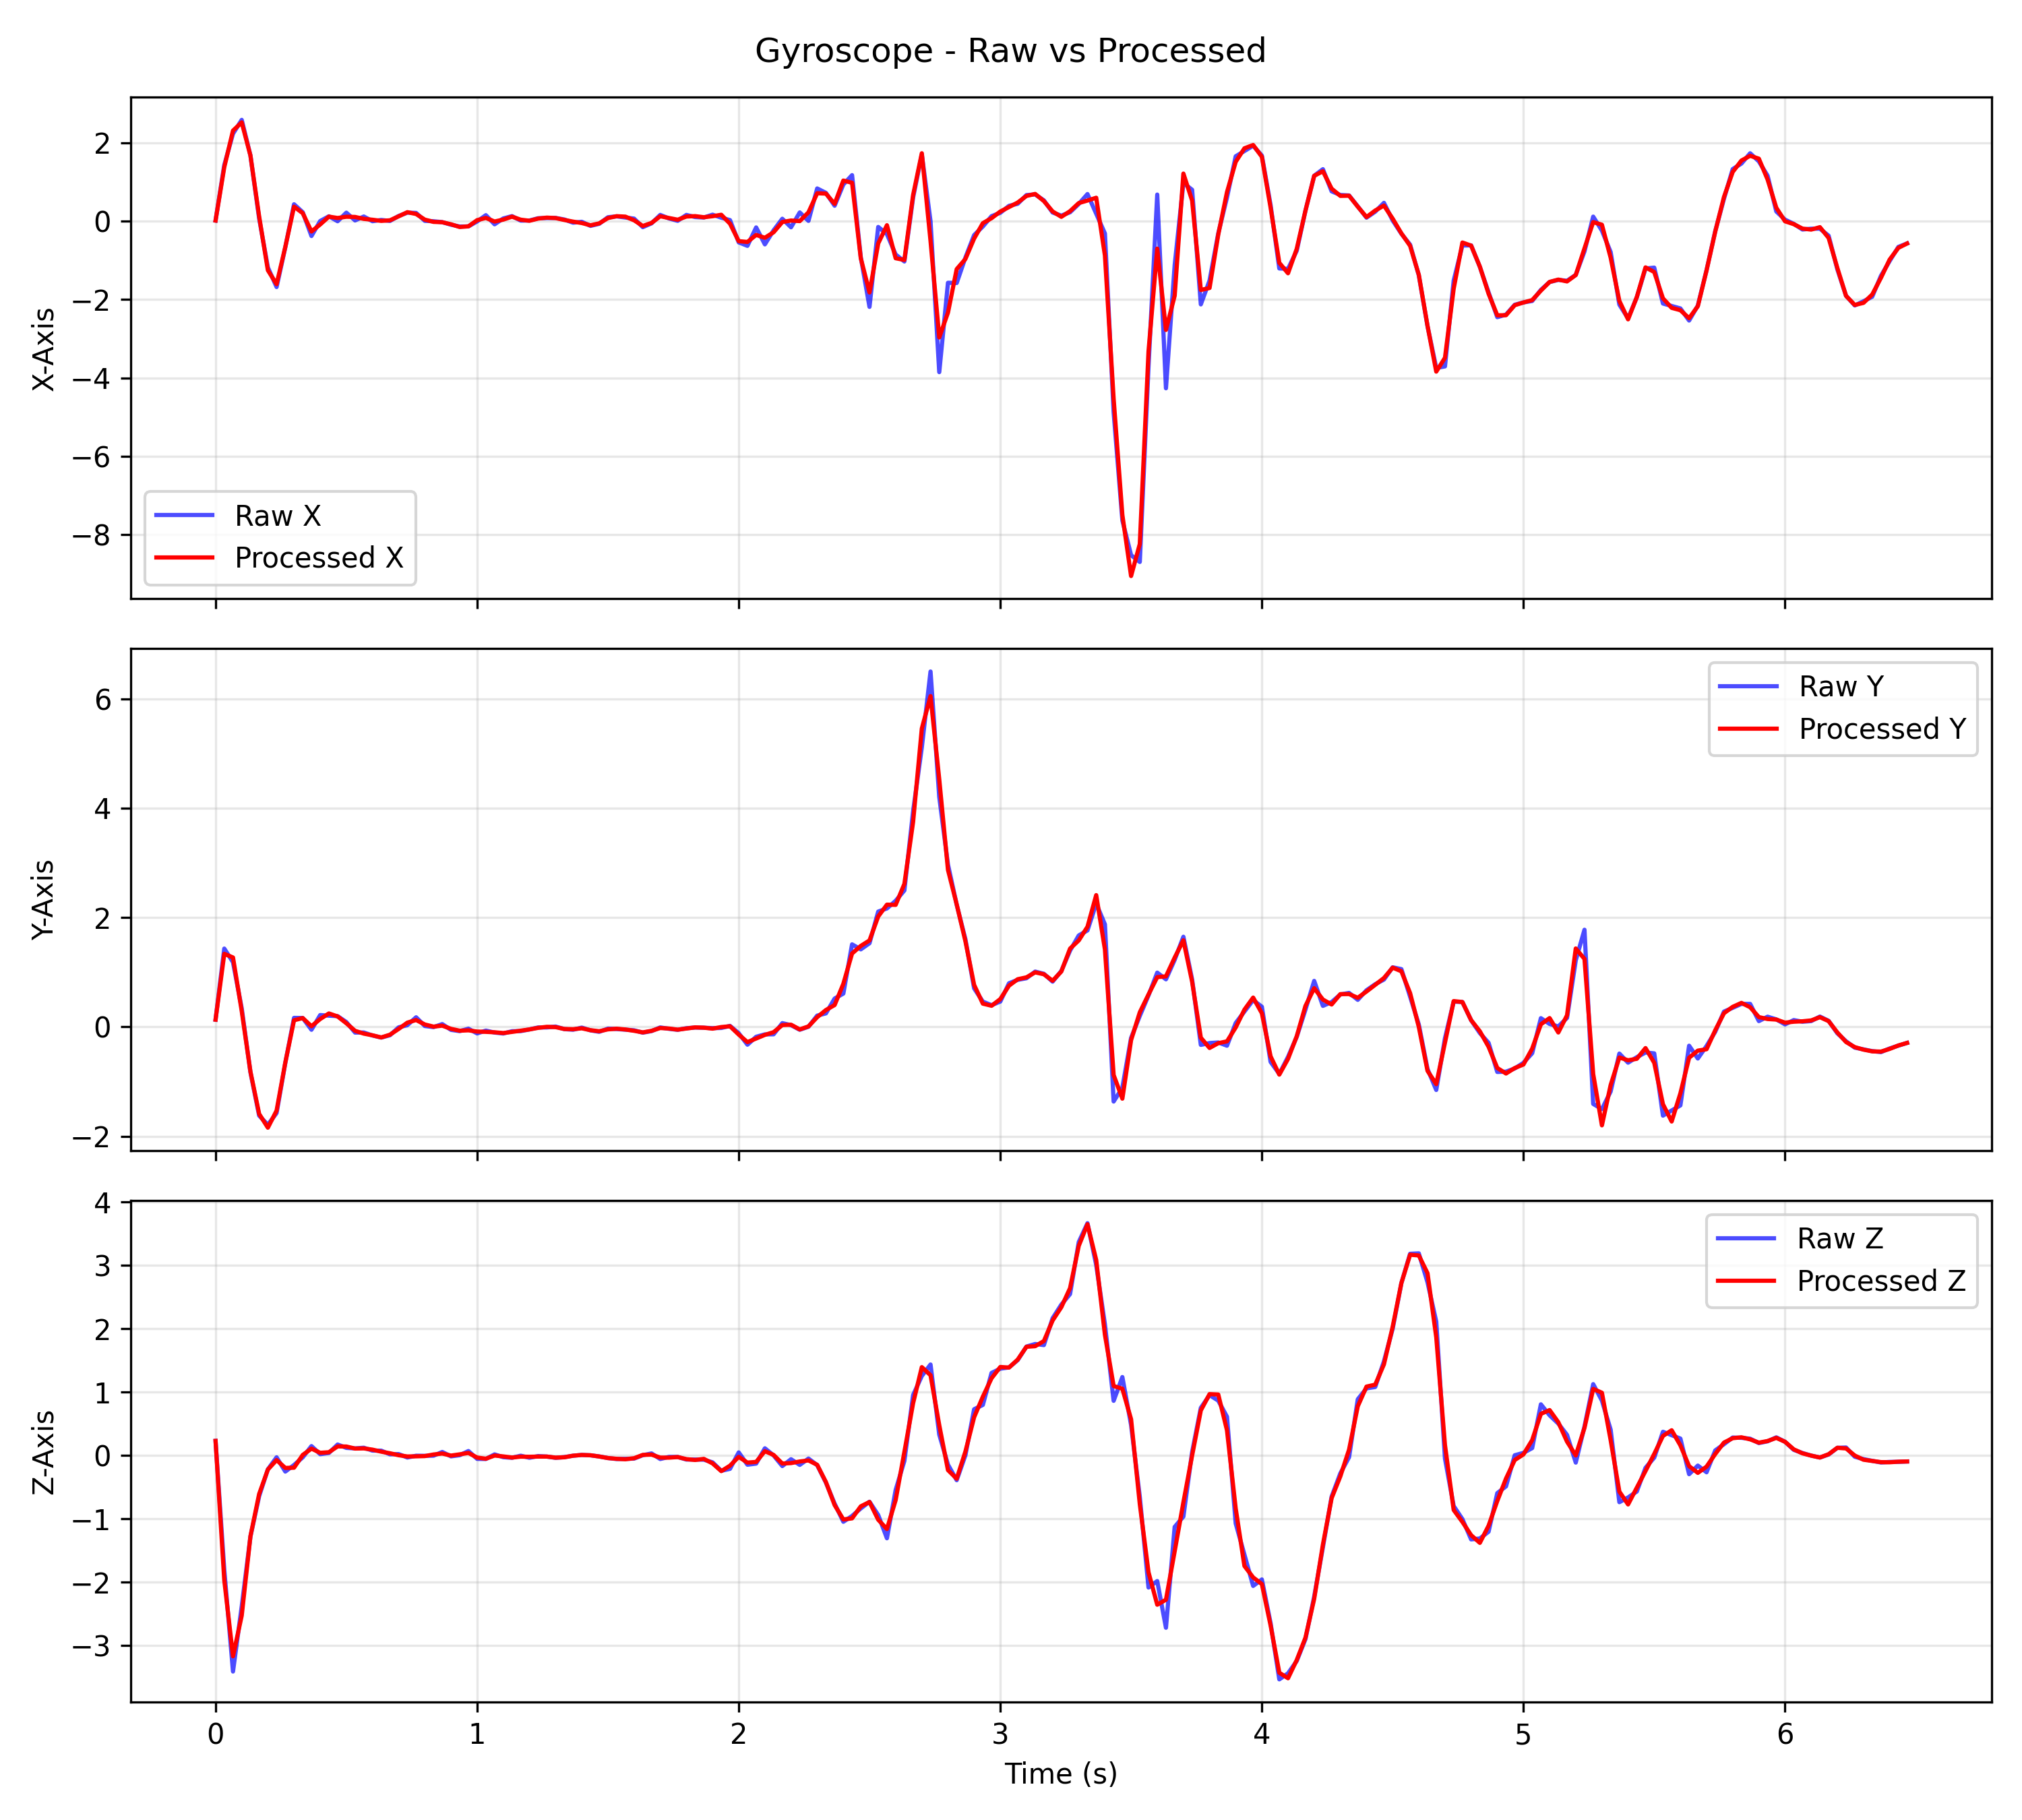 Gyroscope - Raw vs Processed
2
0
−2
−4
−6
−8
X-Axis
Raw X
Processed X
6
4
2
0
−2
Y-Axis
Raw Y
Processed Y
4
3
2
1
0
−1
−2
−3
Z-Axis
Raw Z
Processed Z
0 1 2 3 4 5 6
Time (s)